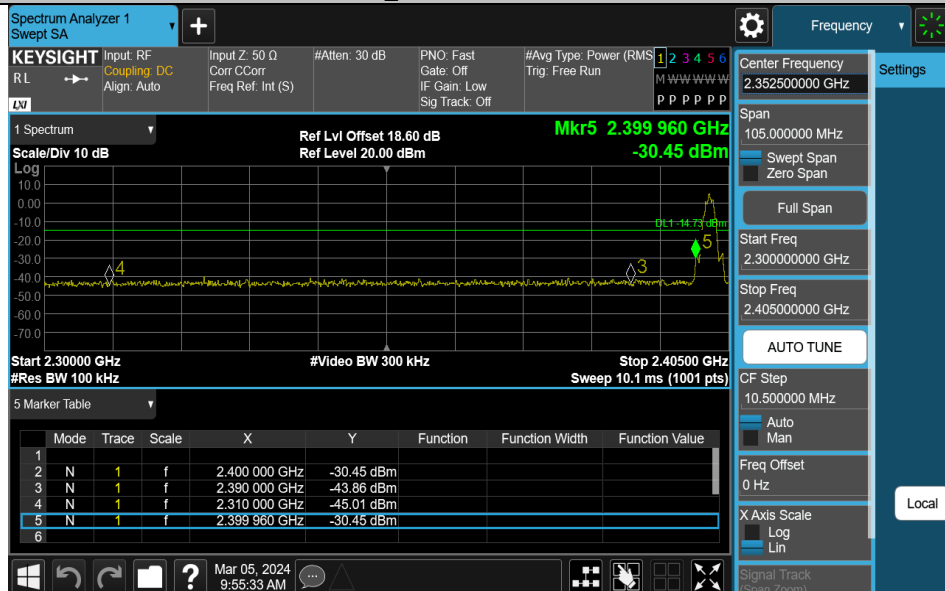 Spectrum Analyzer 1
Swept SA
+
Frequency
KEYSIGHT
RL
LXI
Input: RF
Coupling: DC
Align: Auto
Input Z: 50 Ω
Corr CCorr
Freq Ref: Int (S)
#Atten: 30 dB
PNO: Fast
Gate: Off
IF Gain: Low
Sig Track: Off
#Avg Type: Power (RMS
Trig: Free Run
1 2 3 4 5 6
M W W W W W
P P P P P P
1 Spectrum
Scale/Div 10 dB
Ref Lvl Offset 18.60 dB
Ref Level 20.00 dBm
Mkr5 2.399 960 GHz
-30.45 dBm
Log
10.0
0.00
-10.0
-20.0
-30.0
-40.0
-50.0
-60.0
-70.0
DL1 -14.73 dBm
4
3
5
Start 2.30000 GHz
#Video BW 300 kHz
Stop 2.40500 GHz
#Res BW 100 kHz
Sweep 10.1 ms (1001 pts)
5 Marker Table
Mode Trace Scale X Y Function Function Width Function Value
1
2 N 1 f 2.400 000 GHz -30.45 dBm
3 N 1 f 2.390 000 GHz -43.86 dBm
4 N 1 f 2.310 000 GHz -45.01 dBm
5 N 1 f 2.399 960 GHz -30.45 dBm
6
?
Mar 05, 2024
9:55:33 AM
Center Frequency
2.352500000 GHz
Span
105.000000 MHz
Swept Span
Zero Span
Full Span
Start Freq
2.300000000 GHz
Stop Freq
2.405000000 GHz
AUTO TUNE
CF Step
10.500000 MHz
Auto
Man
Freq Offset
0 Hz
X Axis Scale
Log
Lin
Signal Track
(Span Zoom)
Settings
Local